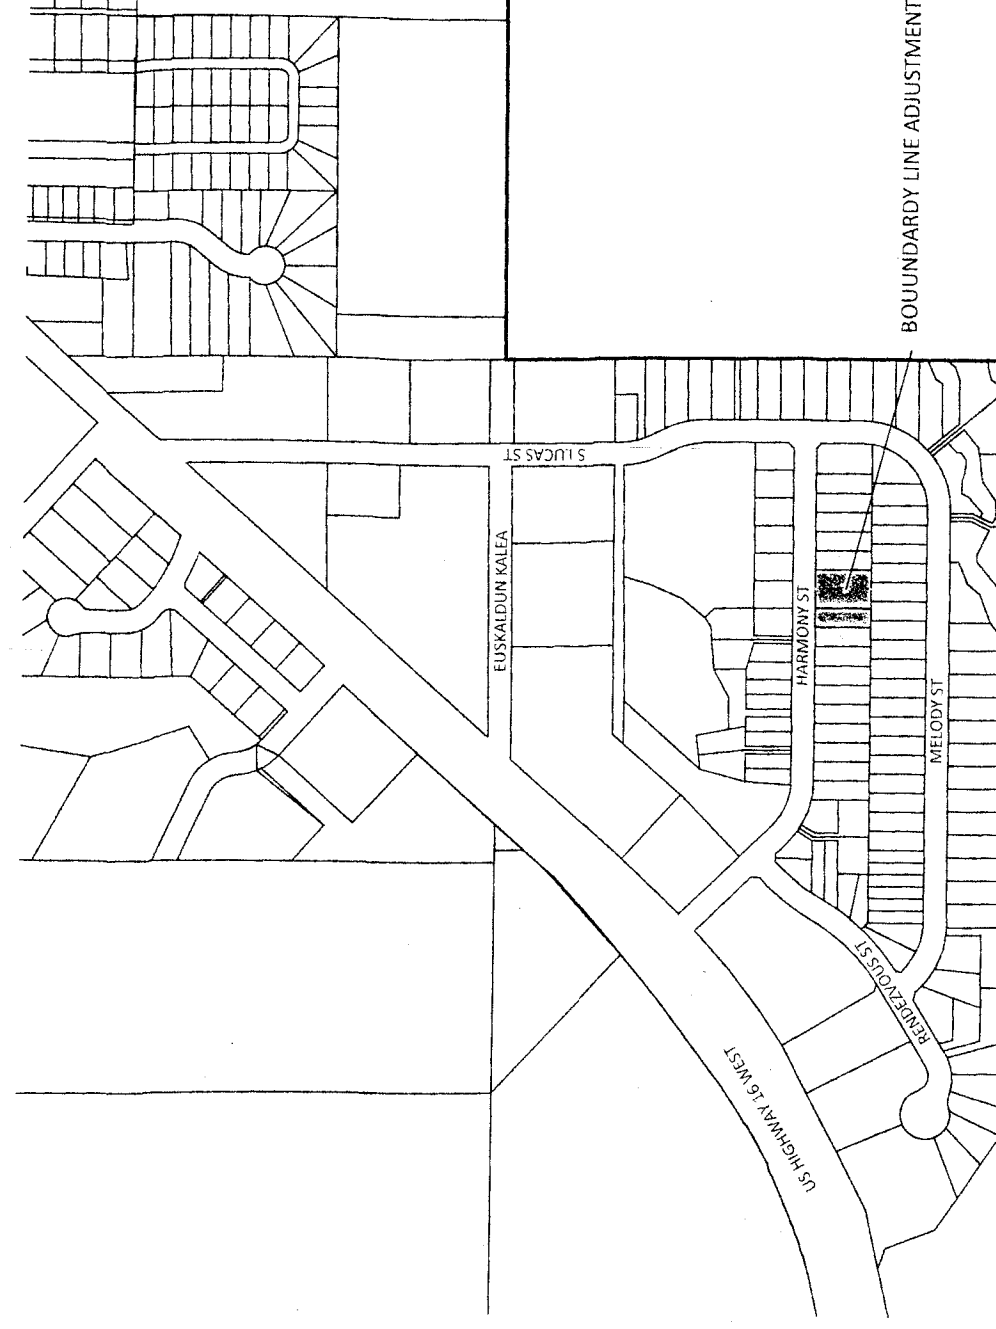 BOUUNDARDY LINE ADJUSTMENT
S LUCAS ST
EUSKALDUN KALEA
HARMONY ST
MELODY ST
RENDEZVOUS ST
US HIGHWAY 16 WEST